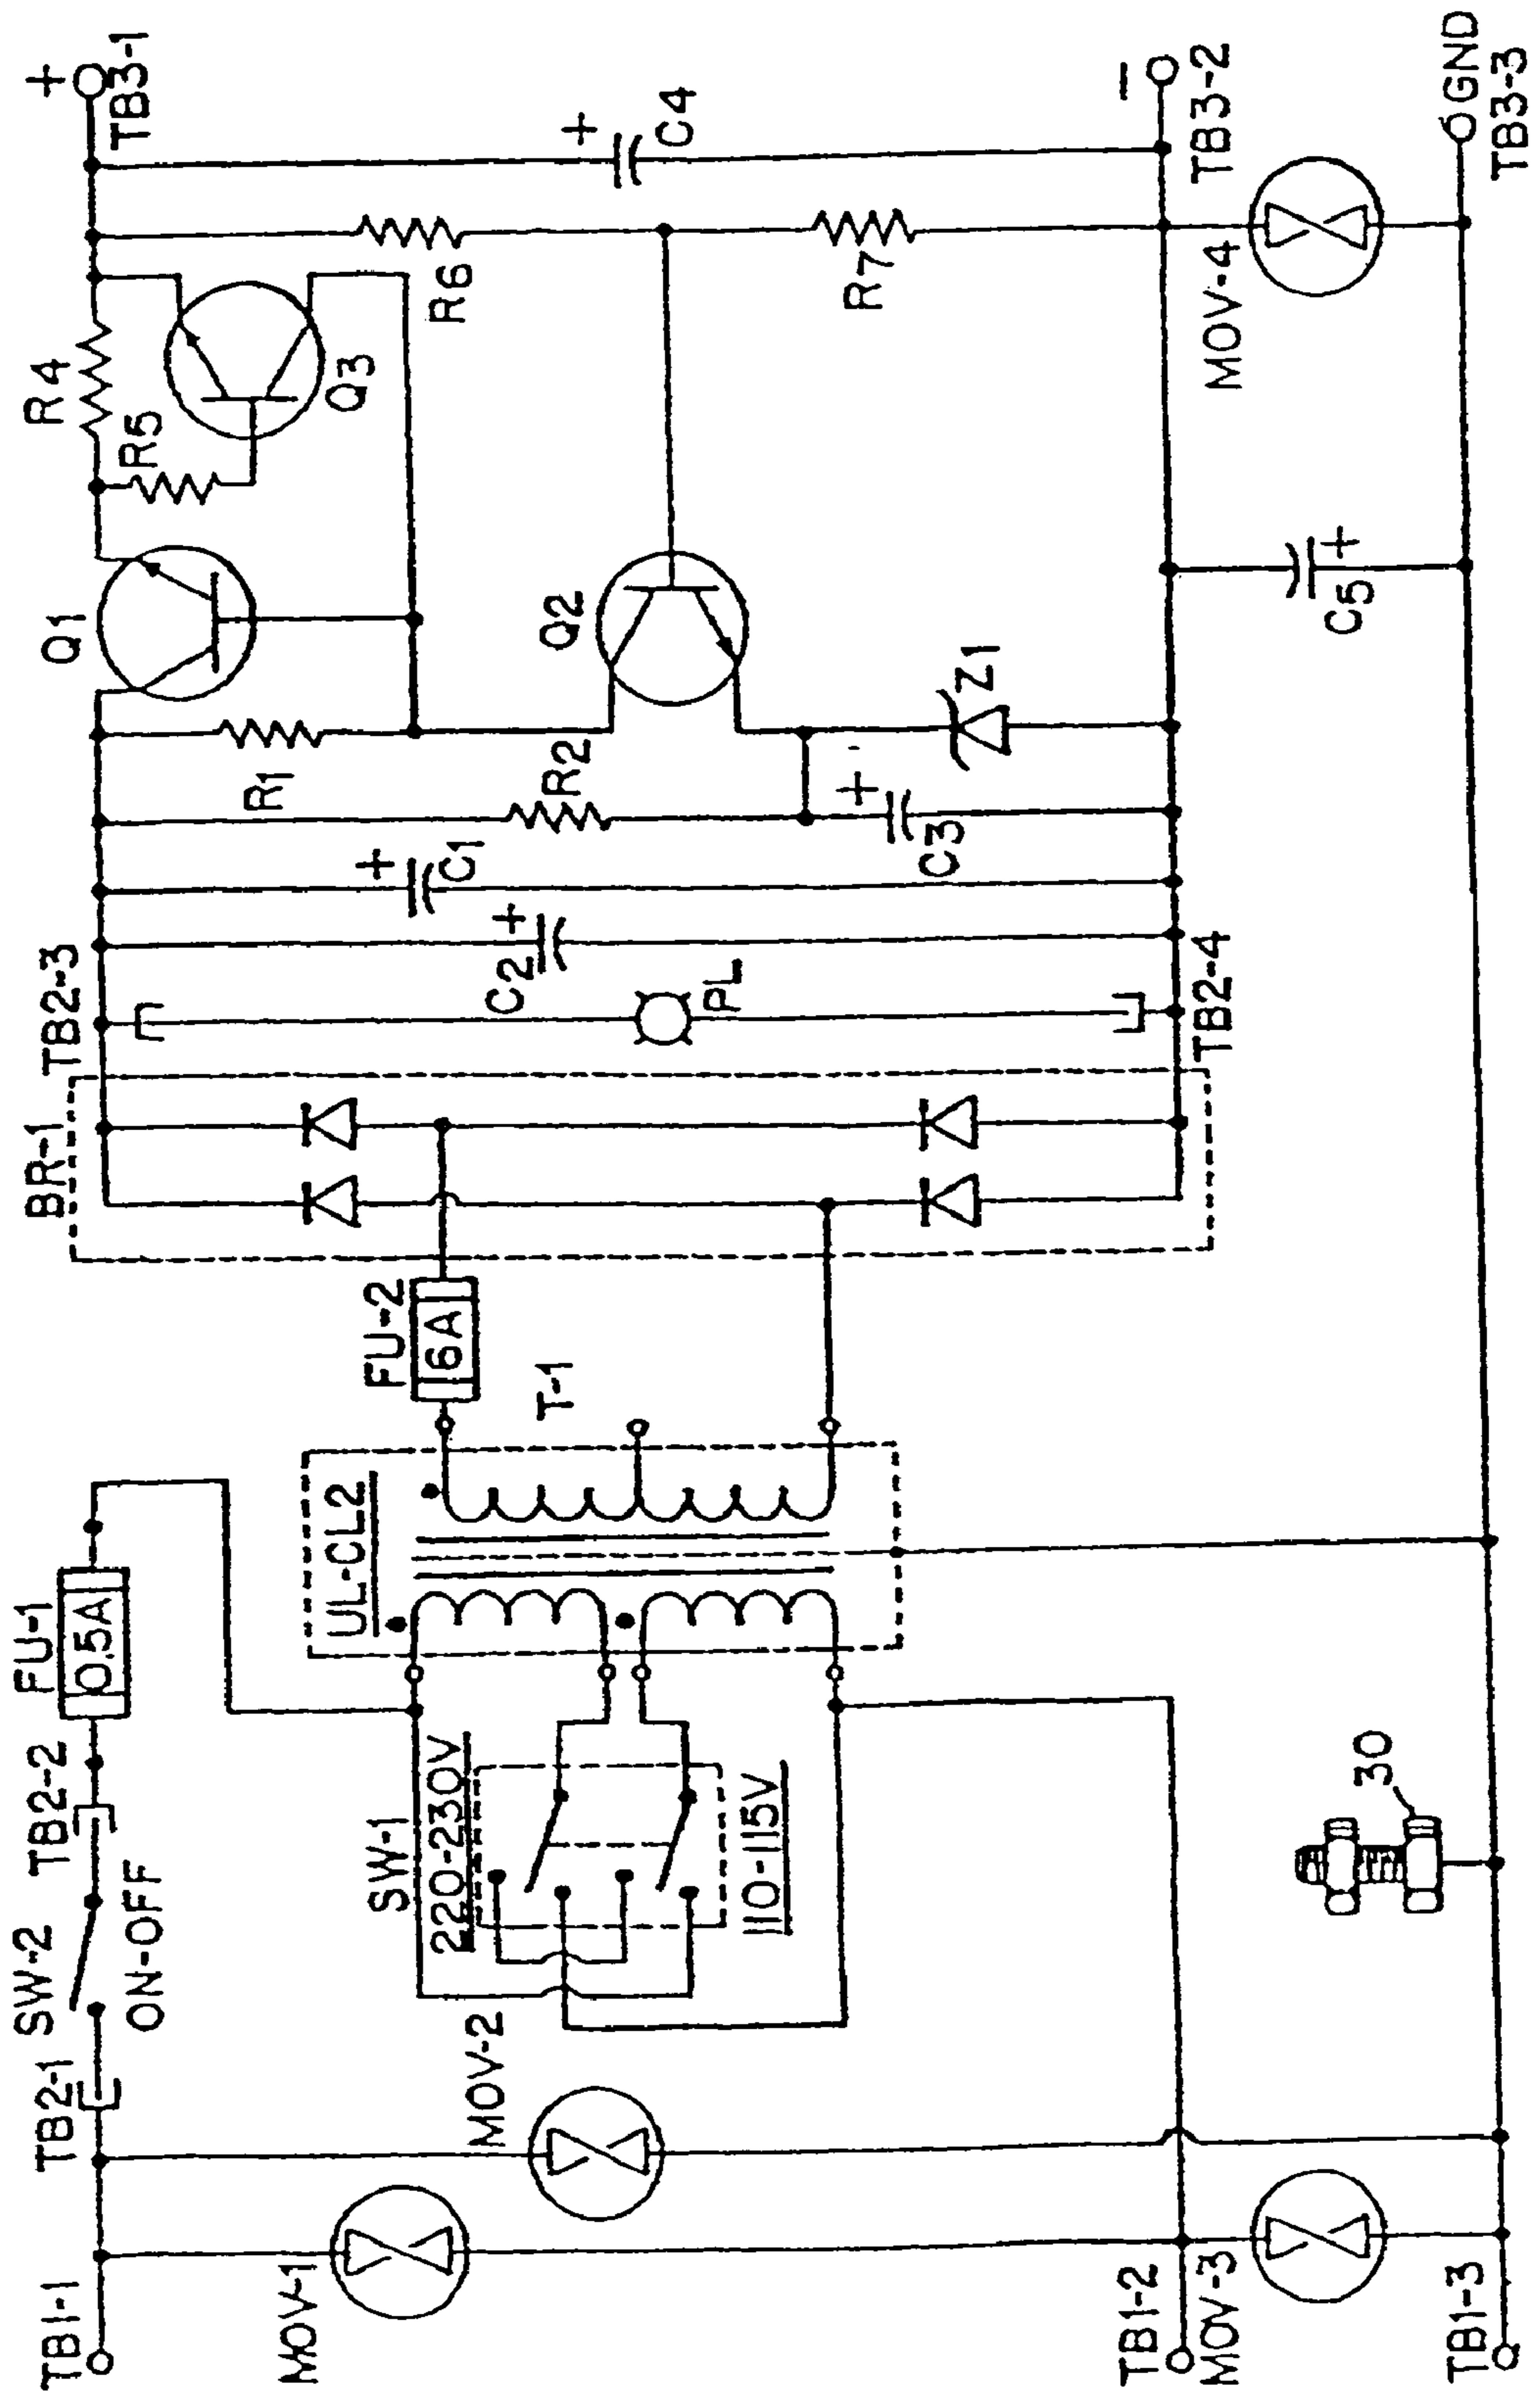 TB1-1
MOV-1
TB1-2
MOV-3
TB1-3
TB2-1
MOV-2
SW-2
ON-OFF
TB2-2
SW-1
220-230V
110-115V
30
FU-1
0.5A
UL-CL2
T-1
FU-2
6A
BR-1
TB2-3
TB2-4
PL
C2
+
C1
+
R1
R2
C3
+
Z1
Q1
Q2
C5
+
R5
R4
Q3
R6
R7
MOV-4
C4
+
+
TB3-1
−
TB3-2
GND
TB3-3